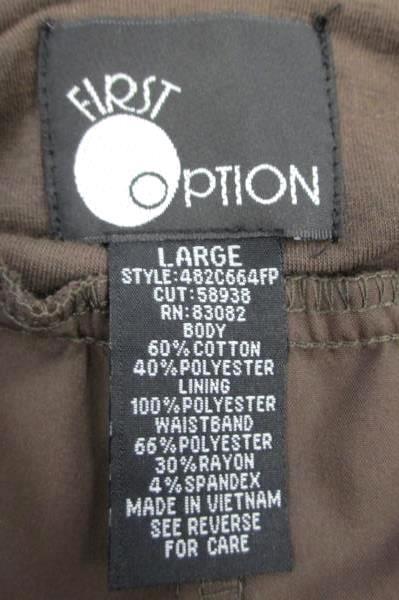 FIRST
OPTION
LARGE
STYLE:482C664FP
CUT:58938
RN:83082
BODY
60%COTTON
40%POLYESTER
LINING
100%POLYESTER
WAISTBAND
66%POLYESTER
30%RAYON
4%SPANDEX
MADE IN VIETNAM
SEE REVERSE
FOR CARE